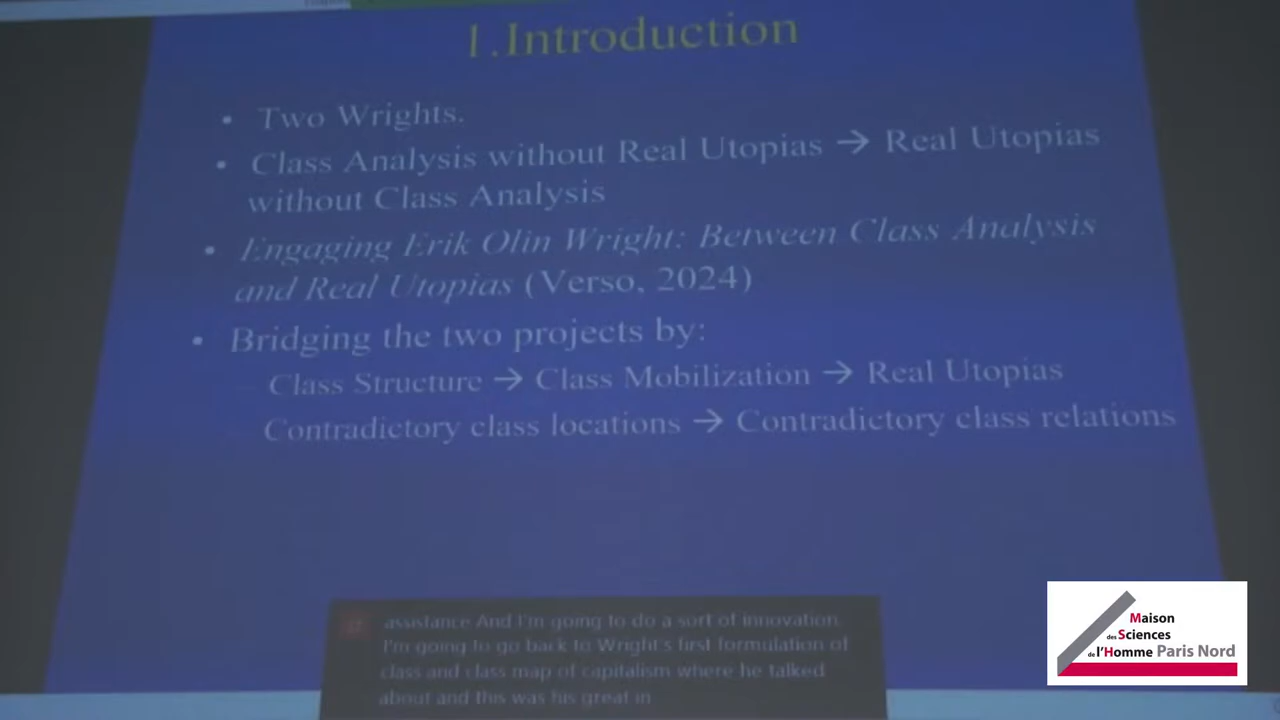 1.Introduction
• Two Wrights.
• Class Analysis without Real Utopias → Real Utopias
without Class Analysis
• Engaging Erik Olin Wright: Between Class Analysis
and Real Utopias (Verso, 2024)
• Bridging the two projects by:
Class Structure → Class Mobilization → Real Utopias
Contradictory class locations → Contradictory class relations
assistance And I'm going to do a sort of innovation.
I'm going to go back to Wright's first formulation of
class and class map of capitalism where he talked
about and this was his great in
Maison
des Sciences
de l'Homme Paris Nord